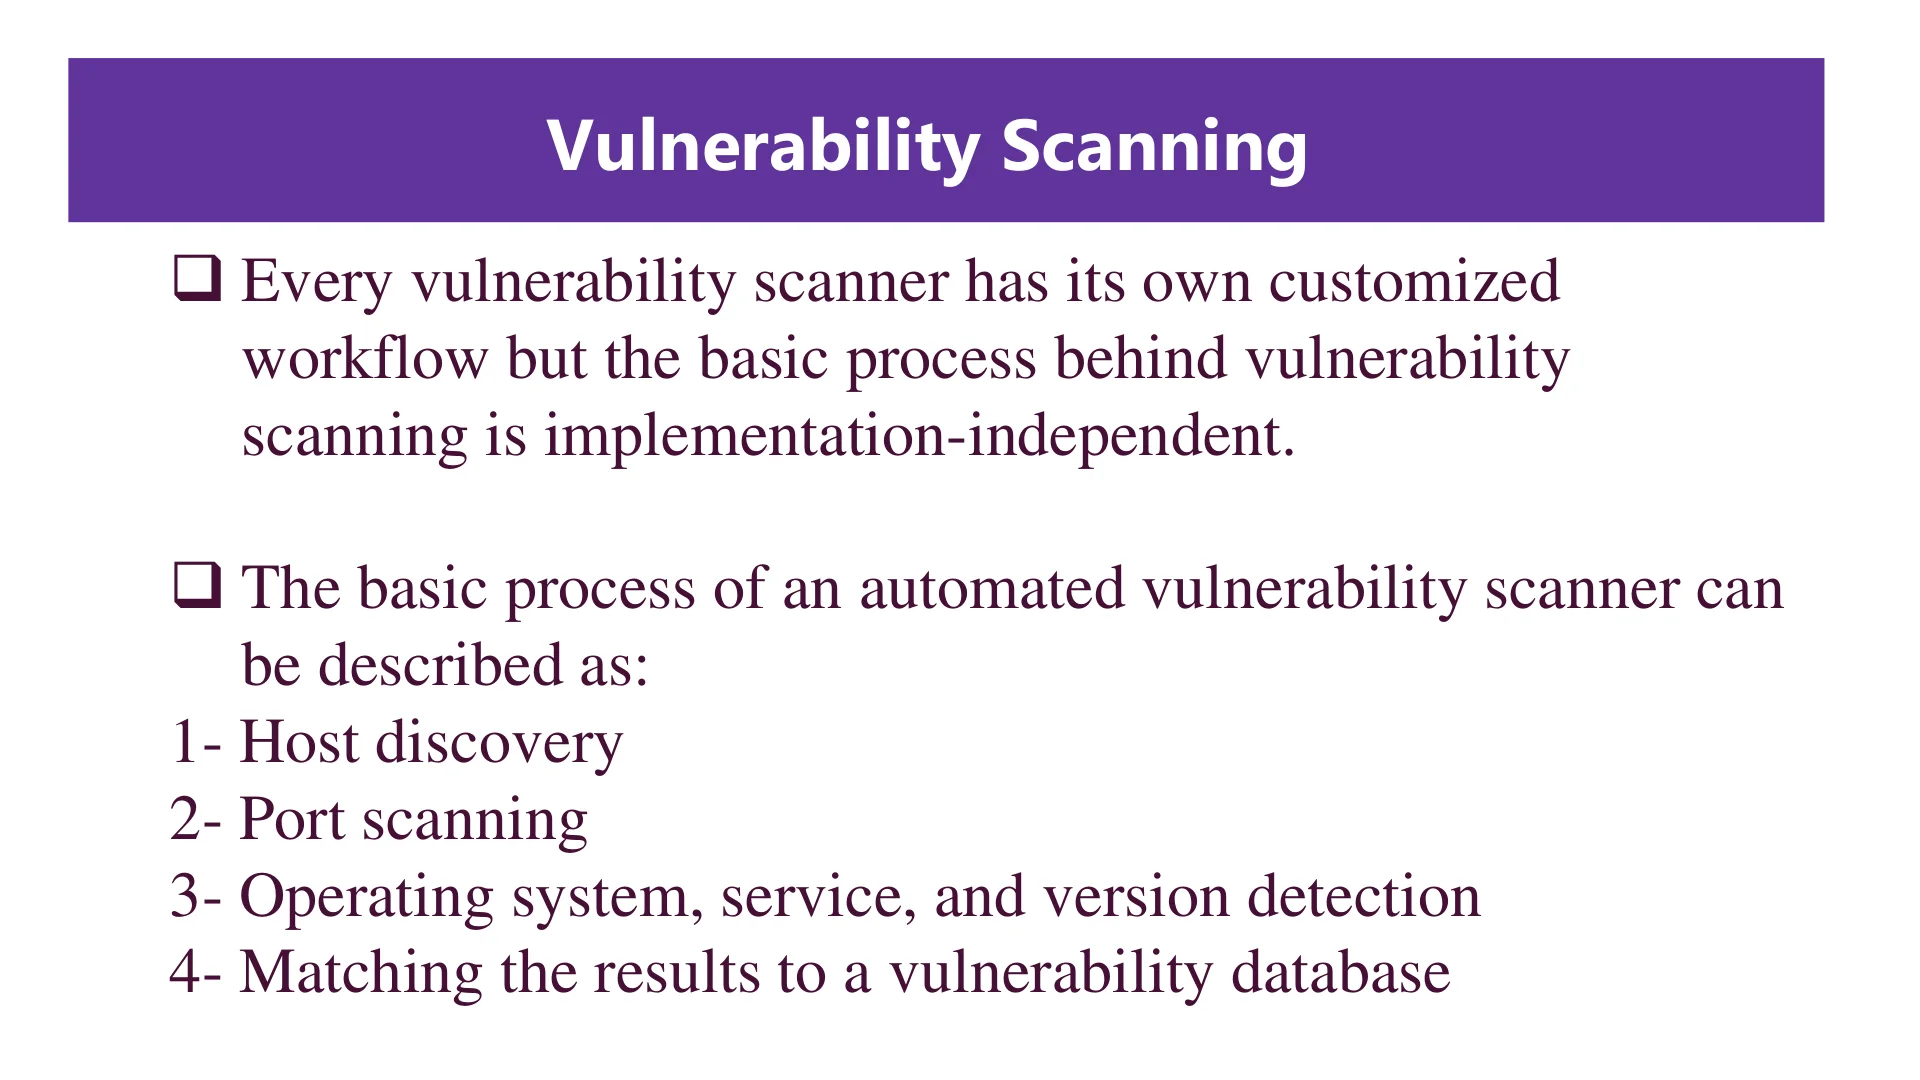 Vulnerability Scanning
❑ Every vulnerability scanner has its own customized
workflow but the basic process behind vulnerability
scanning is implementation-independent.
❑ The basic process of an automated vulnerability scanner can
be described as:
1- Host discovery
2- Port scanning
3- Operating system, service, and version detection
4- Matching the results to a vulnerability database